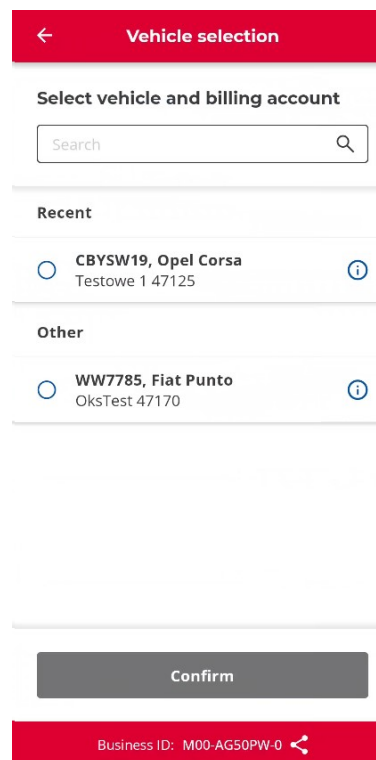 Vehicle selection
Select vehicle and billing account
Search
Recent
CBYSW19, Opel Corsa
Testowe 1 47125
Other
WW7785, Fiat Punto
OksTest 47170
Confirm
Business ID: M00-AG50PW-0